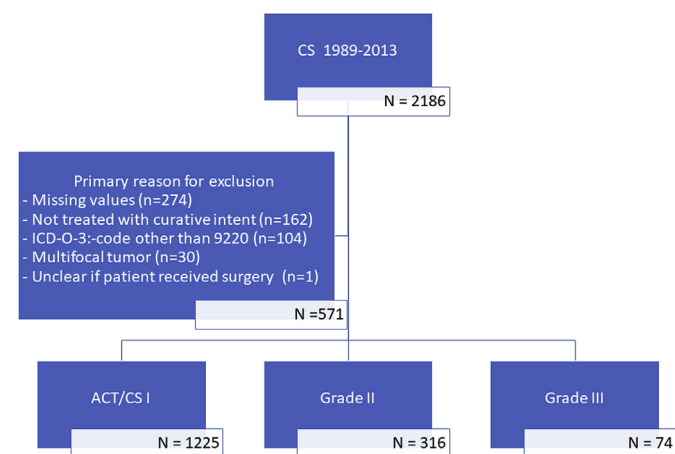 CS 1989-2013
N = 2186
Primary reason for exclusion
- Missing values (n=274)
- Not treated with curative intent (n=162)
- ICD-O-3:-code other than 9220 (n=104)
- Multifocal tumor (n=30)
- Unclear if patient received surgery (n=1)
N =571
ACT/CS I
N = 1225
Grade II
N = 316
Grade III
N = 74